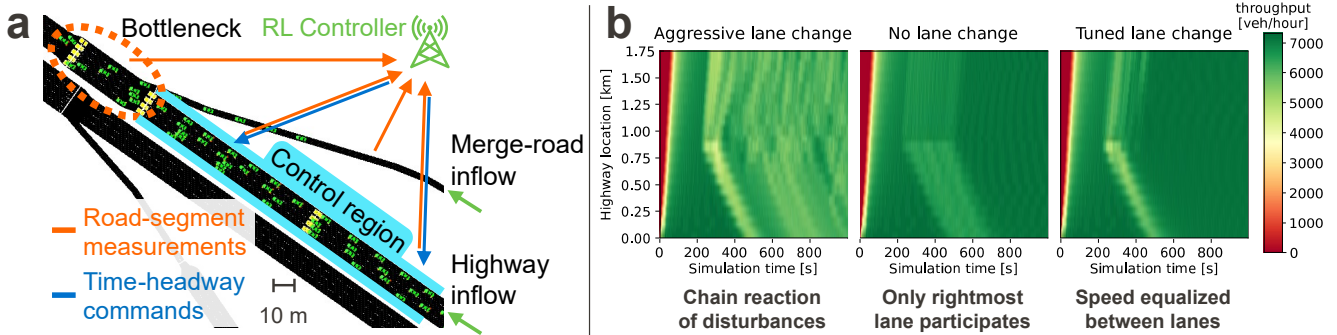 a
Bottleneck
RL Controller
Merge-road
inflow
Control region
Road-segment
measurements
Time-headway
commands
10 m
Highway
inflow
b
throughput
[veh/hour]
Aggressive lane change
No lane change
Tuned lane change
Highway location [km]
1.75
1.50
1.25
1.00
0.75
0.50
0.25
0.00
0 200 400 600 800
Simulation time [s]
0 200 400 600 800
Simulation time [s]
0 200 400 600 800
Simulation time [s]
7000
6000
5000
4000
3000
2000
1000
0
Chain reaction
of disturbances
Only rightmost
lane participates
Speed equalized
between lanes